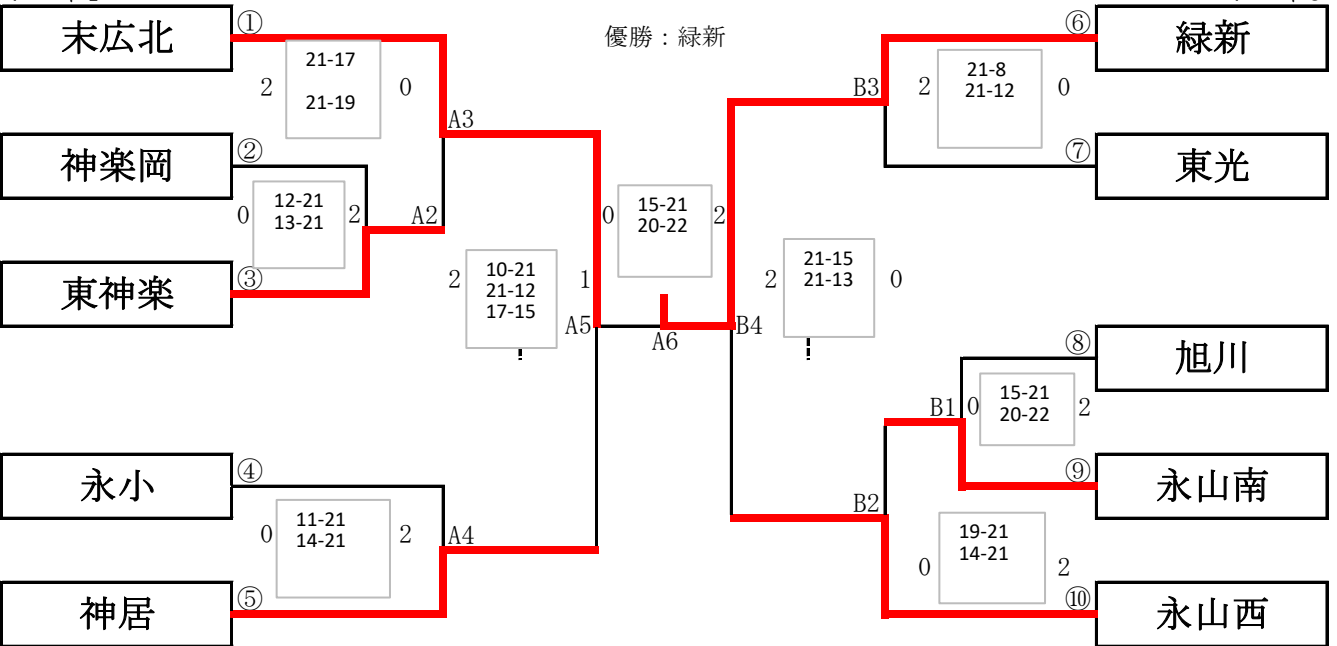 末広北
①
優勝：緑新
⑥
緑新
2
21-17
21-19
0
A3
B3
2
21-8
21-12
0
神楽岡
②
⑦
東光
0
12-21
13-21
2
A2
0
15-21
20-22
2
東神楽
③
2
10-21
21-12
17-15
1
A5
A6
B4
2
21-15
21-13
0
⑧
旭川
B1
0
15-21
20-22
2
永小
④
⑨
永山南
0
11-21
14-21
2
A4
B2
0
19-21
14-21
2
神居
⑤
⑩
永山西